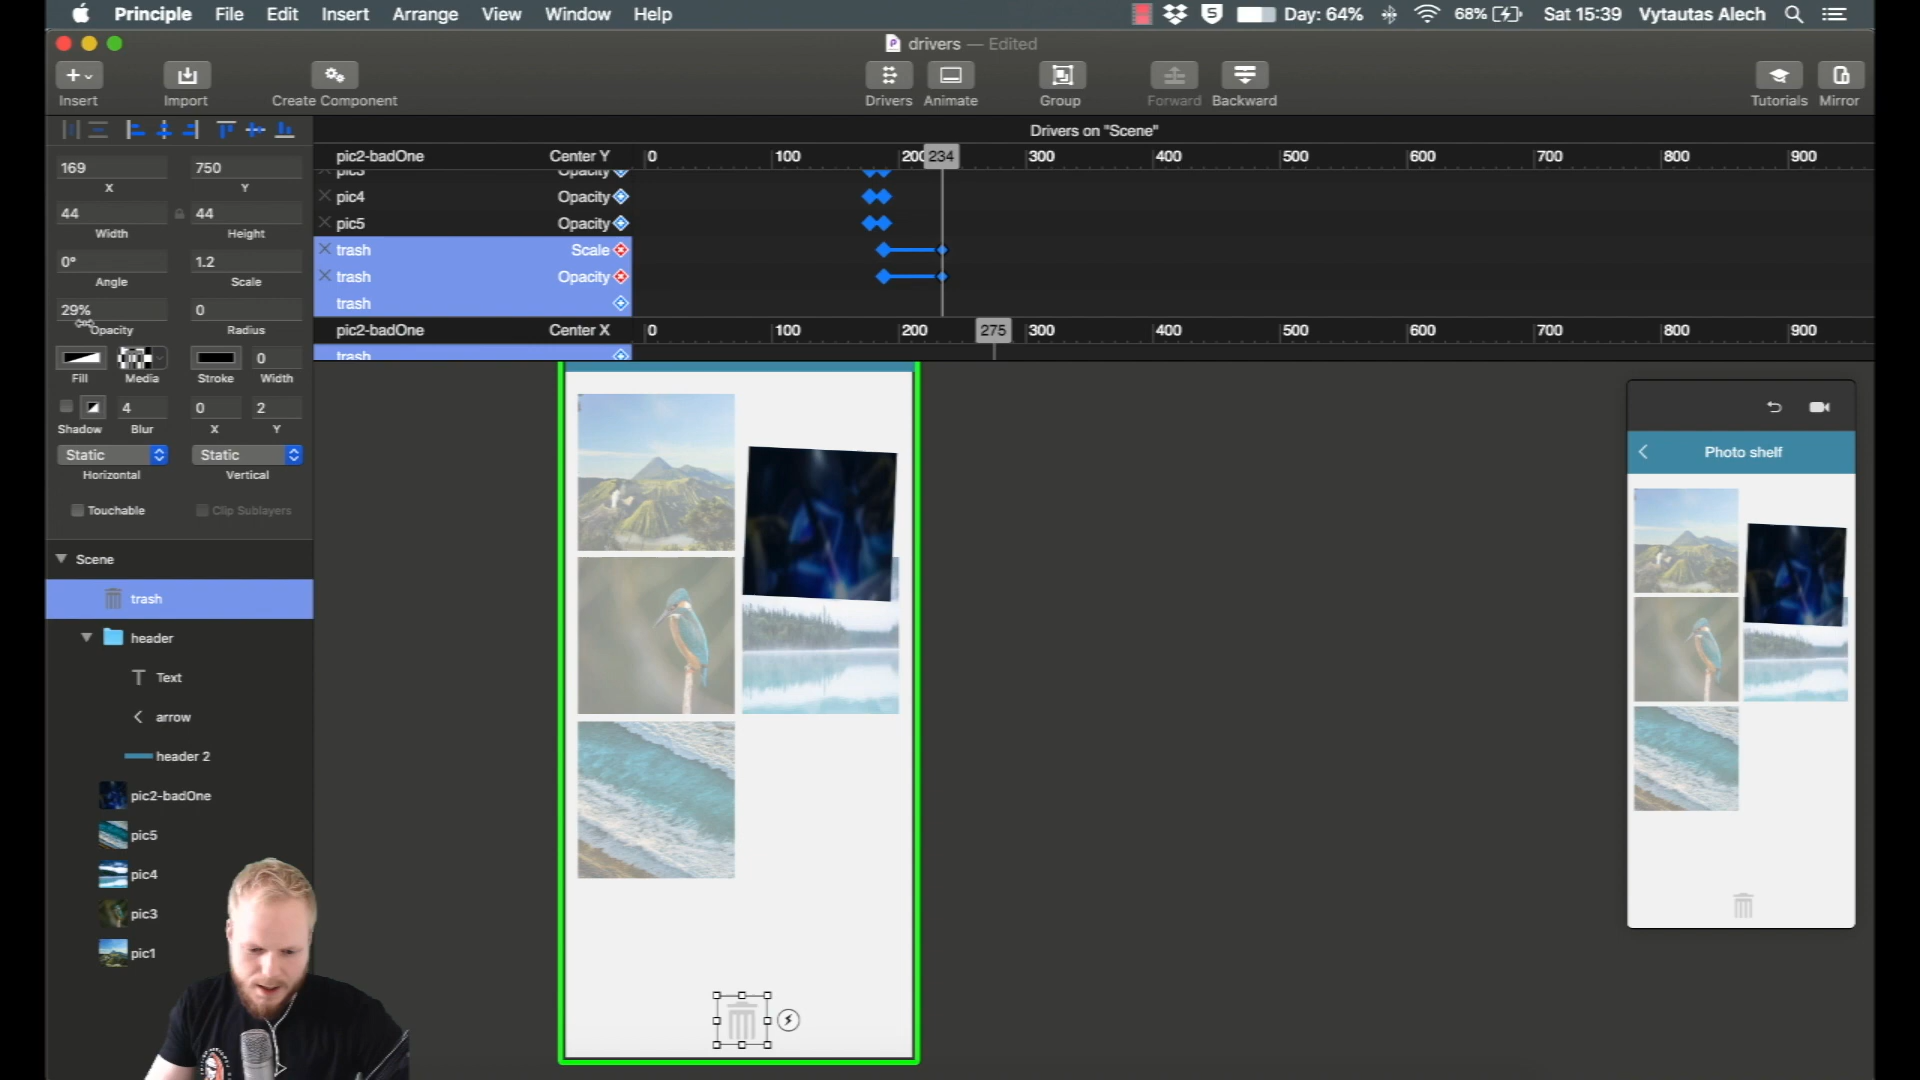 Principle File Edit Insert Arrange View Window Help
S Day: 64% 68% Sat 15:39 Vytautas Alech
drivers — Edited
Insert Import Create Component Drivers Animate Group Forward Backward Tutorials Mirror
Drivers on "Scene"
169 750
X Y
44 44
Width Height
0° 1.2
Angle Scale
29% 0
Opacity Radius
Fill Media Stroke Width
0
4 0 2
Shadow Blur X Y
Static Static
Horizontal Vertical
Touchable Clip Sublayers
pic2-badOne Center Y 0 100 200 234 300 400 500 600 700 800 900
pic3 Opacity
pic4 Opacity
pic5 Opacity
trash Scale
trash Opacity
trash
pic2-badOne Center X 0 100 200 275 300 400 500 600 700 800 900
trash
Scene
trash
header
Text
arrow
header 2
pic2-badOne
pic5
pic4
pic3
pic1
Photo shelf